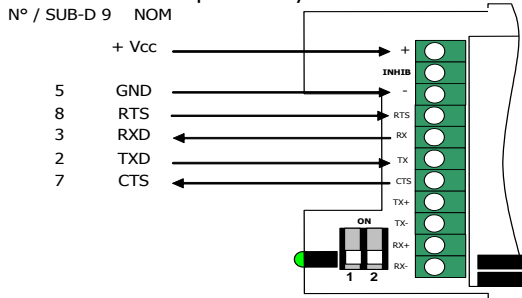 N° / SUB-D 9 NOM
+ Vcc +
INHIB
5 GND -
8 RTS RTS
3 RXD RX
2 TXD TX
7 CTS CTS
TX+
TX-
RX+
RX-
ON
1 2